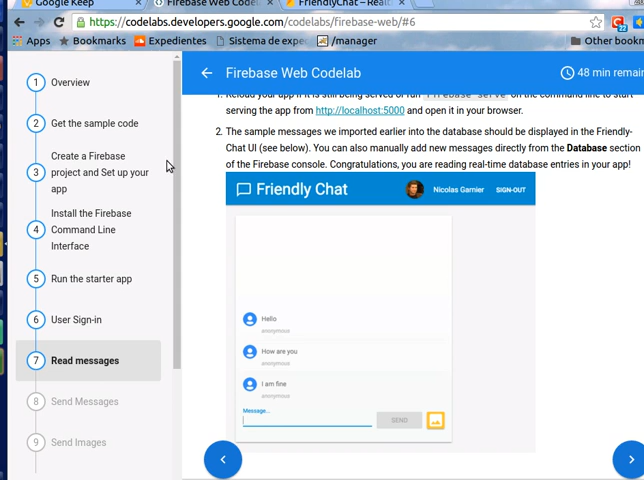 Google Keep
Firebase Web Codel
FriendlyChat – Realt
https://codelabs.developers.google.com/codelabs/firebase-web/#6
Apps
Bookmarks
Expedientes
Sistema de expe
/manager
Other bookm
1 Overview
2 Get the sample code
3 Create a Firebase
project and Set up your
app
4 Install the Firebase
Command Line
Interface
5 Run the starter app
6 User Sign-in
7 Read messages
8 Send Messages
9 Send Images
Firebase Web Codelab
48 min remain
1. Reload your app if it is still being served or run firebase serve on the command line to start
serving the app from http://localhost:5000 and open it in your browser.
2. The sample messages we imported earlier into the database should be displayed in the Friendly-
Chat UI (see below). You can also manually add new messages directly from the Database section
of the Firebase console. Congratulations, you are reading real-time database entries in your app!
Friendly Chat
Nicolas Garnier
SIGN-OUT
Hello
anonymous
How are you
anonymous
I am fine
anonymous
Message...
SEND